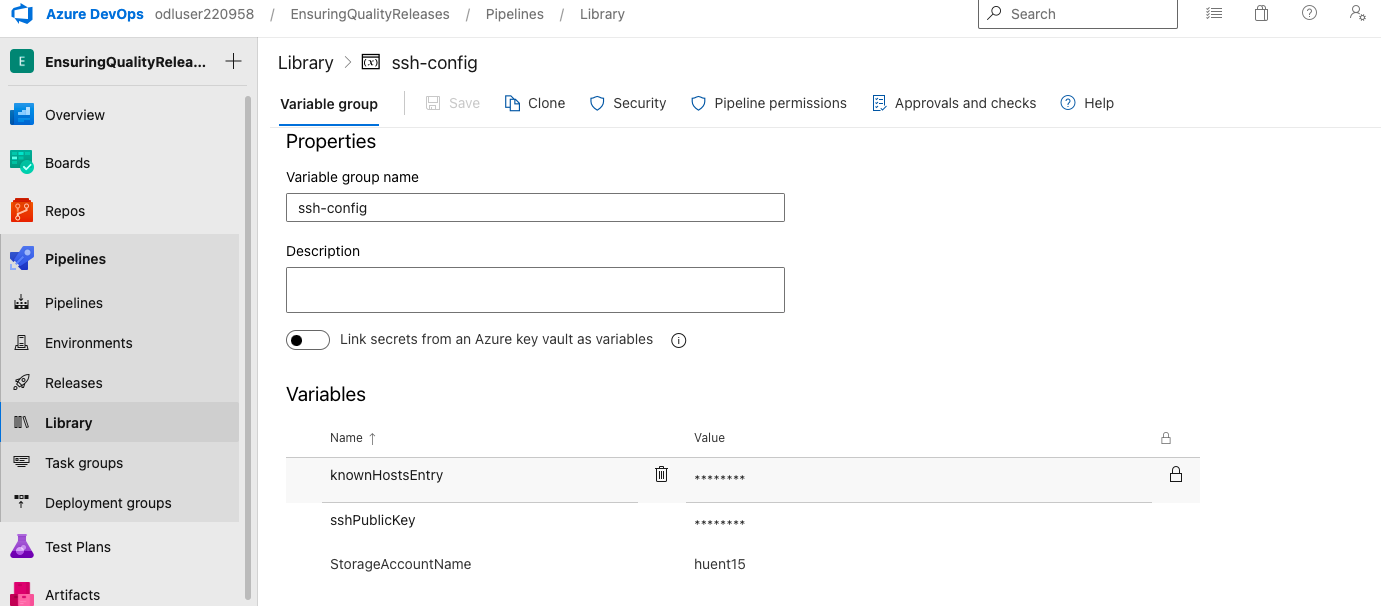 Azure DevOps odluser220958 / EnsuringQualityReleases / Pipelines / Library
Search
E EnsuringQualityRelea...
Library > ssh-config
Variable group Save Clone Security Pipeline permissions Approvals and checks Help
Overview
Boards
Repos
Pipelines
Pipelines
Environments
Releases
Library
Task groups
Deployment groups
Test Plans
Artifacts
Properties
Variable group name
ssh-config
Description
Link secrets from an Azure key vault as variables
Variables
Name ↑ Value
knownHostsEntry ********
sshPublicKey ********
StorageAccountName huent15